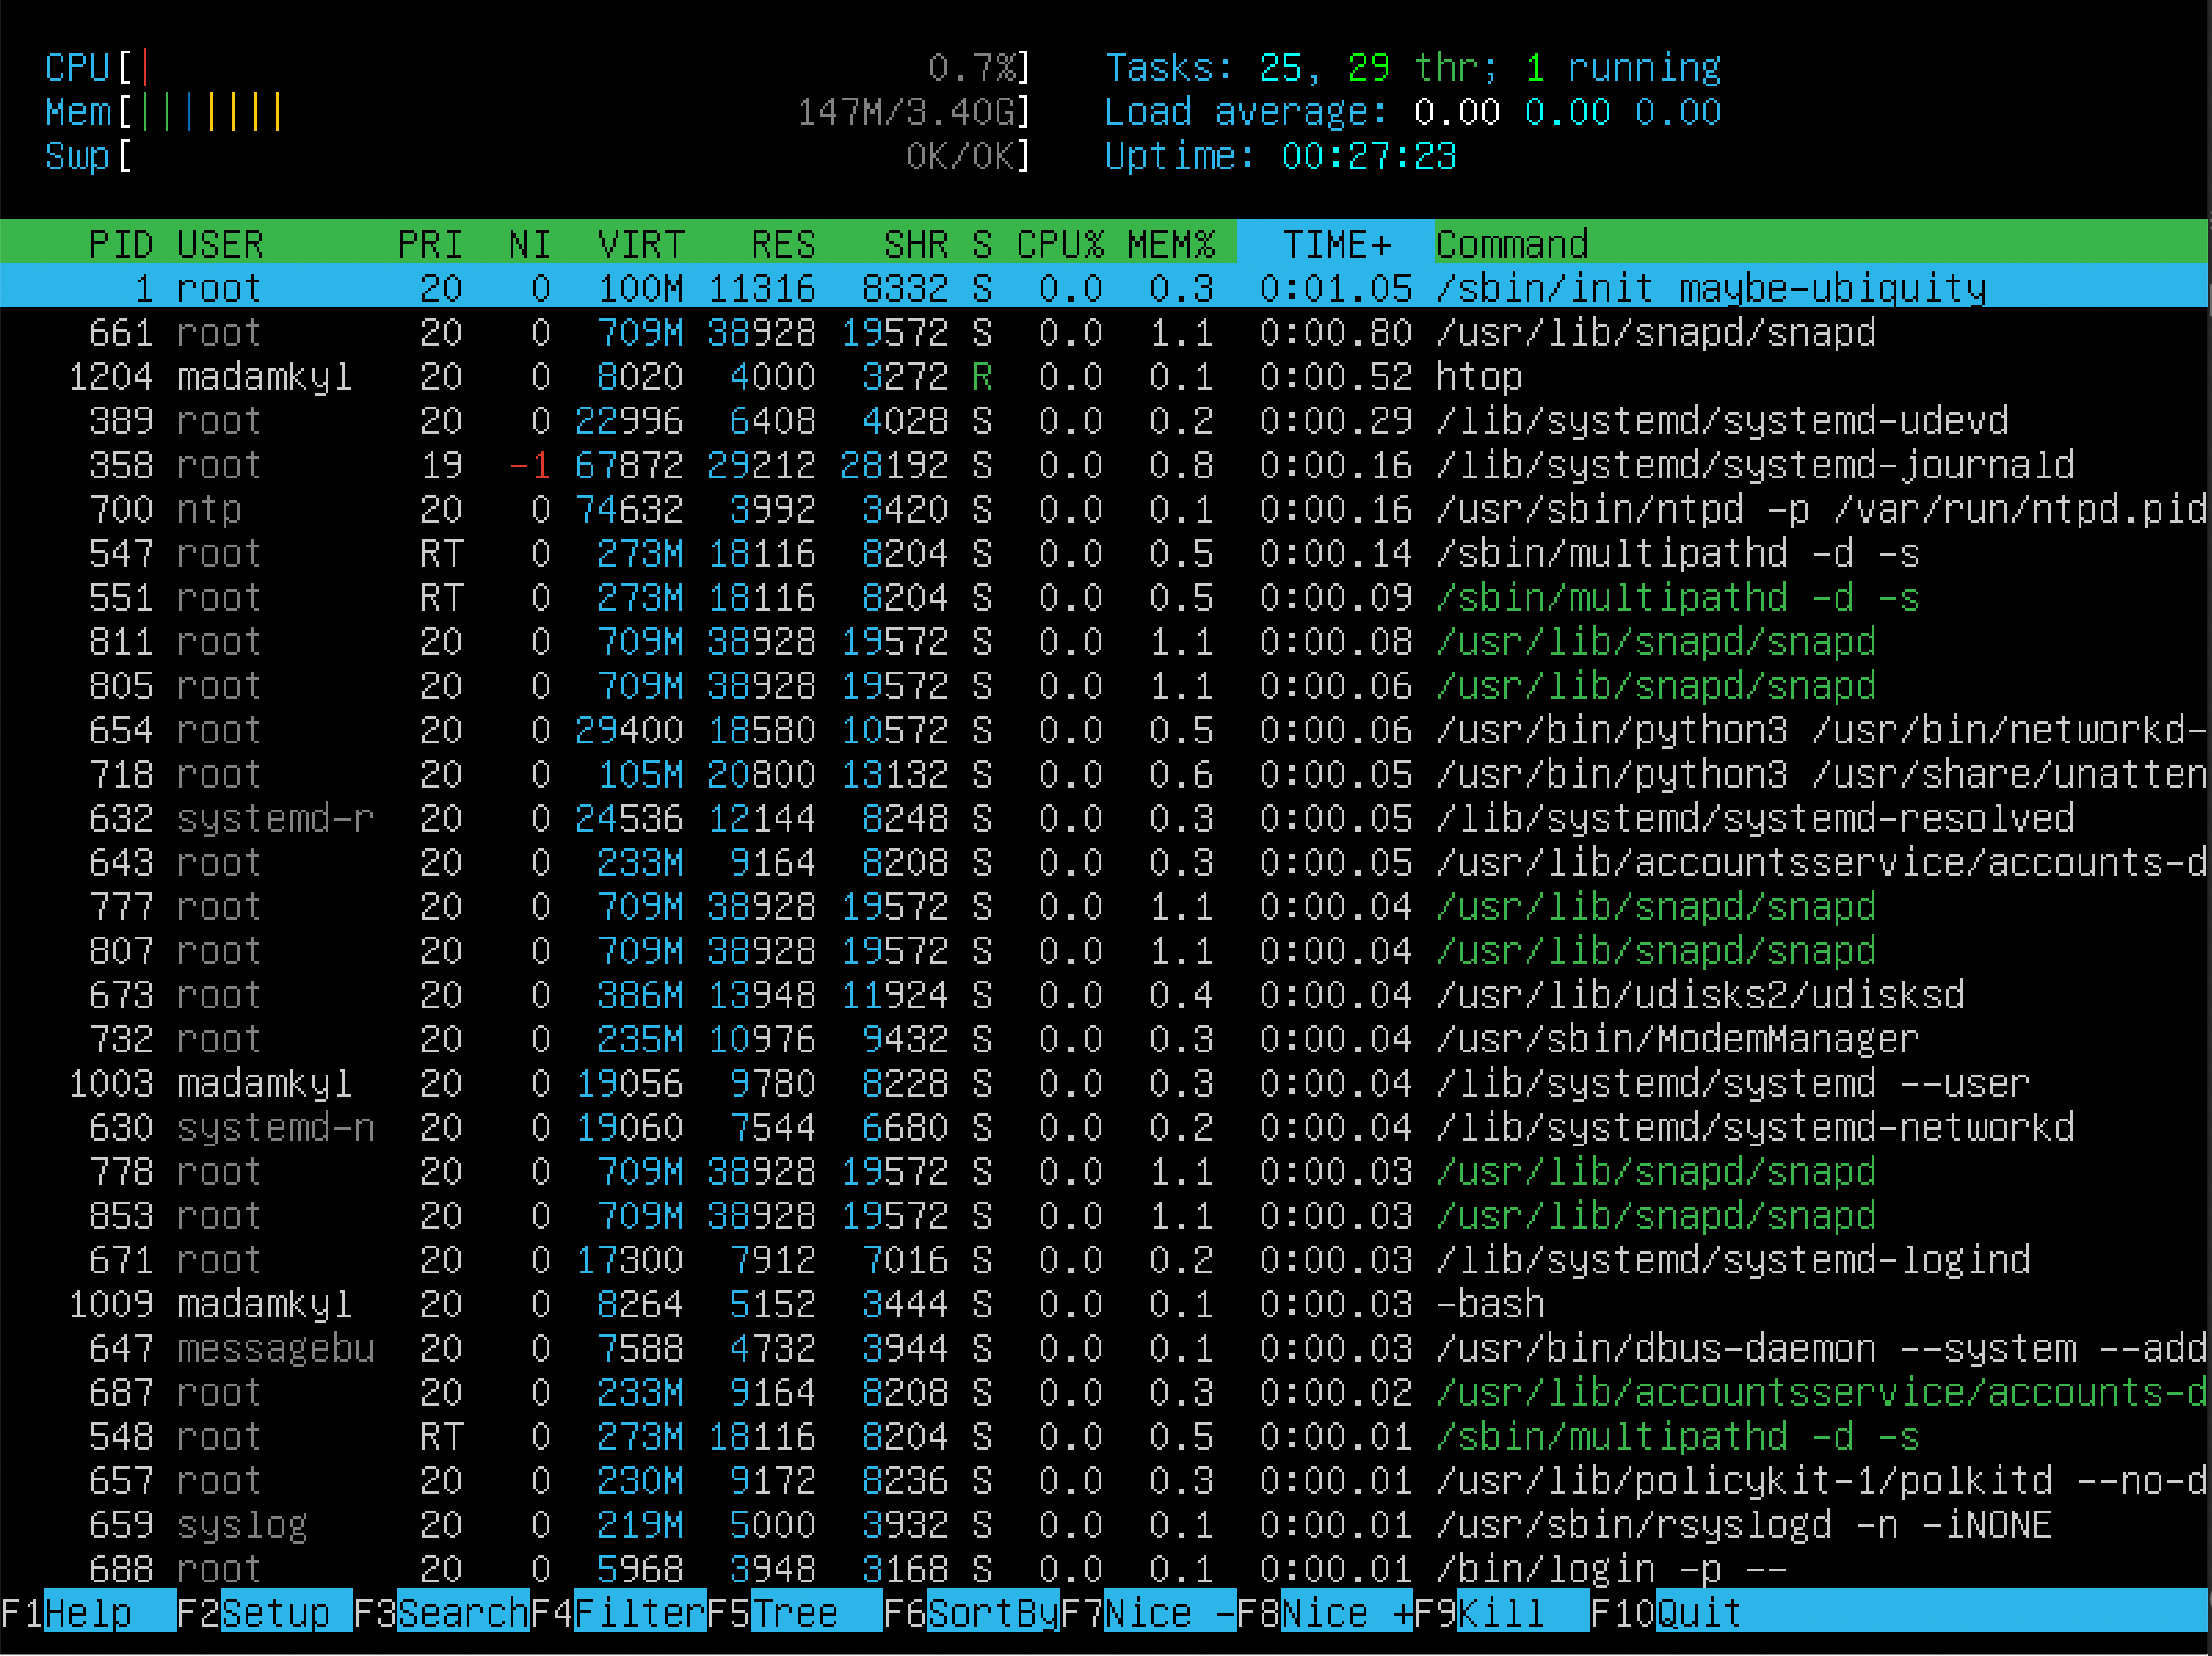 CPU[| 0.7%] Tasks: 25, 29 thr; 1 running
Mem[||||||| 147M/3.40G] Load average: 0.00 0.00 0.00
Swp[ 0K/0K] Uptime: 00:27:23
PID USER PRI NI VIRT RES SHR S CPU% MEM% TIME+ Command
1 root 20 0 100M 11316 8332 S 0.0 0.3 0:01.05 /sbin/init maybe-ubiquity
661 root 20 0 709M 38928 19572 S 0.0 1.1 0:00.80 /usr/lib/snapd/snapd
1204 madamkyl 20 0 8020 4000 3272 R 0.0 0.1 0:00.52 htop
389 root 20 0 22996 6408 4028 S 0.0 0.2 0:00.29 /lib/systemd/systemd-udevd
358 root 19 -1 67872 29212 28192 S 0.0 0.8 0:00.16 /lib/systemd/systemd-journald
700 ntp 20 0 74632 3992 3420 S 0.0 0.1 0:00.16 /usr/sbin/ntpd -p /var/run/ntpd.pid
547 root RT 0 273M 18116 8204 S 0.0 0.5 0:00.14 /sbin/multipathd -d -s
551 root RT 0 273M 18116 8204 S 0.0 0.5 0:00.09 /sbin/multipathd -d -s
811 root 20 0 709M 38928 19572 S 0.0 1.1 0:00.08 /usr/lib/snapd/snapd
805 root 20 0 709M 38928 19572 S 0.0 1.1 0:00.06 /usr/lib/snapd/snapd
654 root 20 0 29400 18580 10572 S 0.0 0.5 0:00.06 /usr/bin/python3 /usr/bin/networkd-
718 root 20 0 105M 20800 13132 S 0.0 0.6 0:00.05 /usr/bin/python3 /usr/share/unatten
632 systemd-r 20 0 24536 12144 8248 S 0.0 0.3 0:00.05 /lib/systemd/systemd-resolved
643 root 20 0 233M 9164 8208 S 0.0 0.3 0:00.05 /usr/lib/accountsservice/accounts-d
777 root 20 0 709M 38928 19572 S 0.0 1.1 0:00.04 /usr/lib/snapd/snapd
807 root 20 0 709M 38928 19572 S 0.0 1.1 0:00.04 /usr/lib/snapd/snapd
673 root 20 0 386M 13948 11924 S 0.0 0.4 0:00.04 /usr/lib/udisks2/udisksd
732 root 20 0 235M 10976 9432 S 0.0 0.3 0:00.04 /usr/sbin/ModemManager
1003 madamkyl 20 0 19056 9780 8228 S 0.0 0.3 0:00.04 /lib/systemd/systemd --user
630 systemd-n 20 0 19060 7544 6680 S 0.0 0.2 0:00.04 /lib/systemd/systemd-networkd
778 root 20 0 709M 38928 19572 S 0.0 1.1 0:00.03 /usr/lib/snapd/snapd
853 root 20 0 709M 38928 19572 S 0.0 1.1 0:00.03 /usr/lib/snapd/snapd
671 root 20 0 17300 7912 7016 S 0.0 0.2 0:00.03 /lib/systemd/systemd-logind
1009 madamkyl 20 0 8264 5152 3444 S 0.0 0.1 0:00.03 -bash
647 messagebu 20 0 7588 4732 3944 S 0.0 0.1 0:00.03 /usr/bin/dbus-daemon --system --add
687 root 20 0 233M 9164 8208 S 0.0 0.3 0:00.02 /usr/lib/accountsservice/accounts-d
548 root RT 0 273M 18116 8204 S 0.0 0.5 0:00.01 /sbin/multipathd -d -s
657 root 20 0 230M 9172 8236 S 0.0 0.3 0:00.01 /usr/lib/policykit-1/polkitd --no-d
659 syslog 20 0 219M 5000 3932 S 0.0 0.1 0:00.01 /usr/sbin/rsyslogd -n -iNONE
688 root 20 0 5968 3948 3168 S 0.0 0.1 0:00.01 /bin/login -p --
F1Help F2Setup F3SearchF4FilterF5Tree F6SortByF7Nice -F8Nice +F9Kill F10Quit